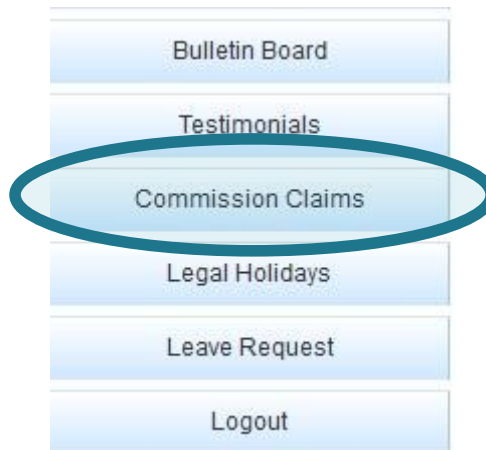 Bulletin Board
Testimonials
Commission Claims
Legal Holidays
Leave Request
Logout